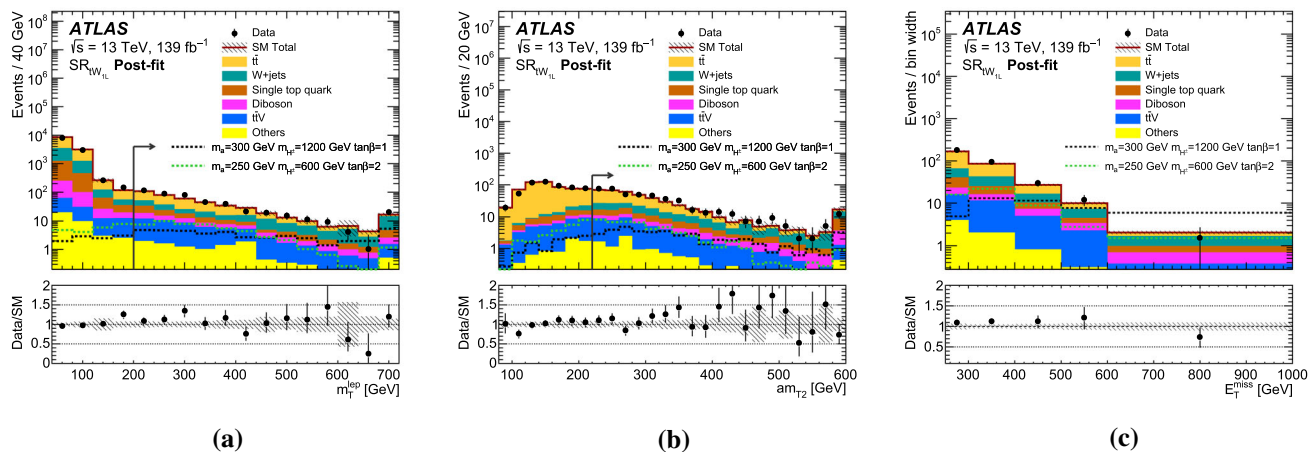 ATLAS
√s = 13 TeV, 139 fb⁻¹
SR_tW_1L Post-fit
Data
SM Total
tt̄
W+jets
Single top quark
Diboson
tt̄V
Others
m_a=300 GeV m_H±=1200 GeV tanβ=1
m_a=250 GeV m_H±=600 GeV tanβ=2
Events / 40 GeV
10⁸
10⁷
10⁶
10⁵
10⁴
10³
10²
10
1
Data/SM
2
1.5
1
0.5
0
100 200 300 400 500 600 700
m_T^lep [GeV]
(a)
ATLAS
√s = 13 TeV, 139 fb⁻¹
SR_tW_1L Post-fit
Data
SM Total
tt̄
W+jets
Single top quark
Diboson
tt̄V
Others
m_a=300 GeV m_H±=1200 GeV tanβ=1
m_a=250 GeV m_H±=600 GeV tanβ=2
Events / 20 GeV
10⁷
10⁶
10⁵
10⁴
10³
10²
10
1
Data/SM
2
1.5
1
0.5
0
100 200 300 400 500 600
am_T2 [GeV]
(b)
ATLAS
√s = 13 TeV, 139 fb⁻¹
SR_tW_1L Post-fit
Data
SM Total
tt̄
W+jets
Single top quark
Diboson
tt̄V
Others
m_a=300 GeV m_H±=1200 GeV tanβ=1
m_a=250 GeV m_H±=600 GeV tanβ=2
Events / bin width
10⁶
10⁵
10⁴
10³
10²
10
1
Data/SM
2
1.5
1
0.5
300 400 500 600 700 800 900 1000
E_T^miss [GeV]
(c)